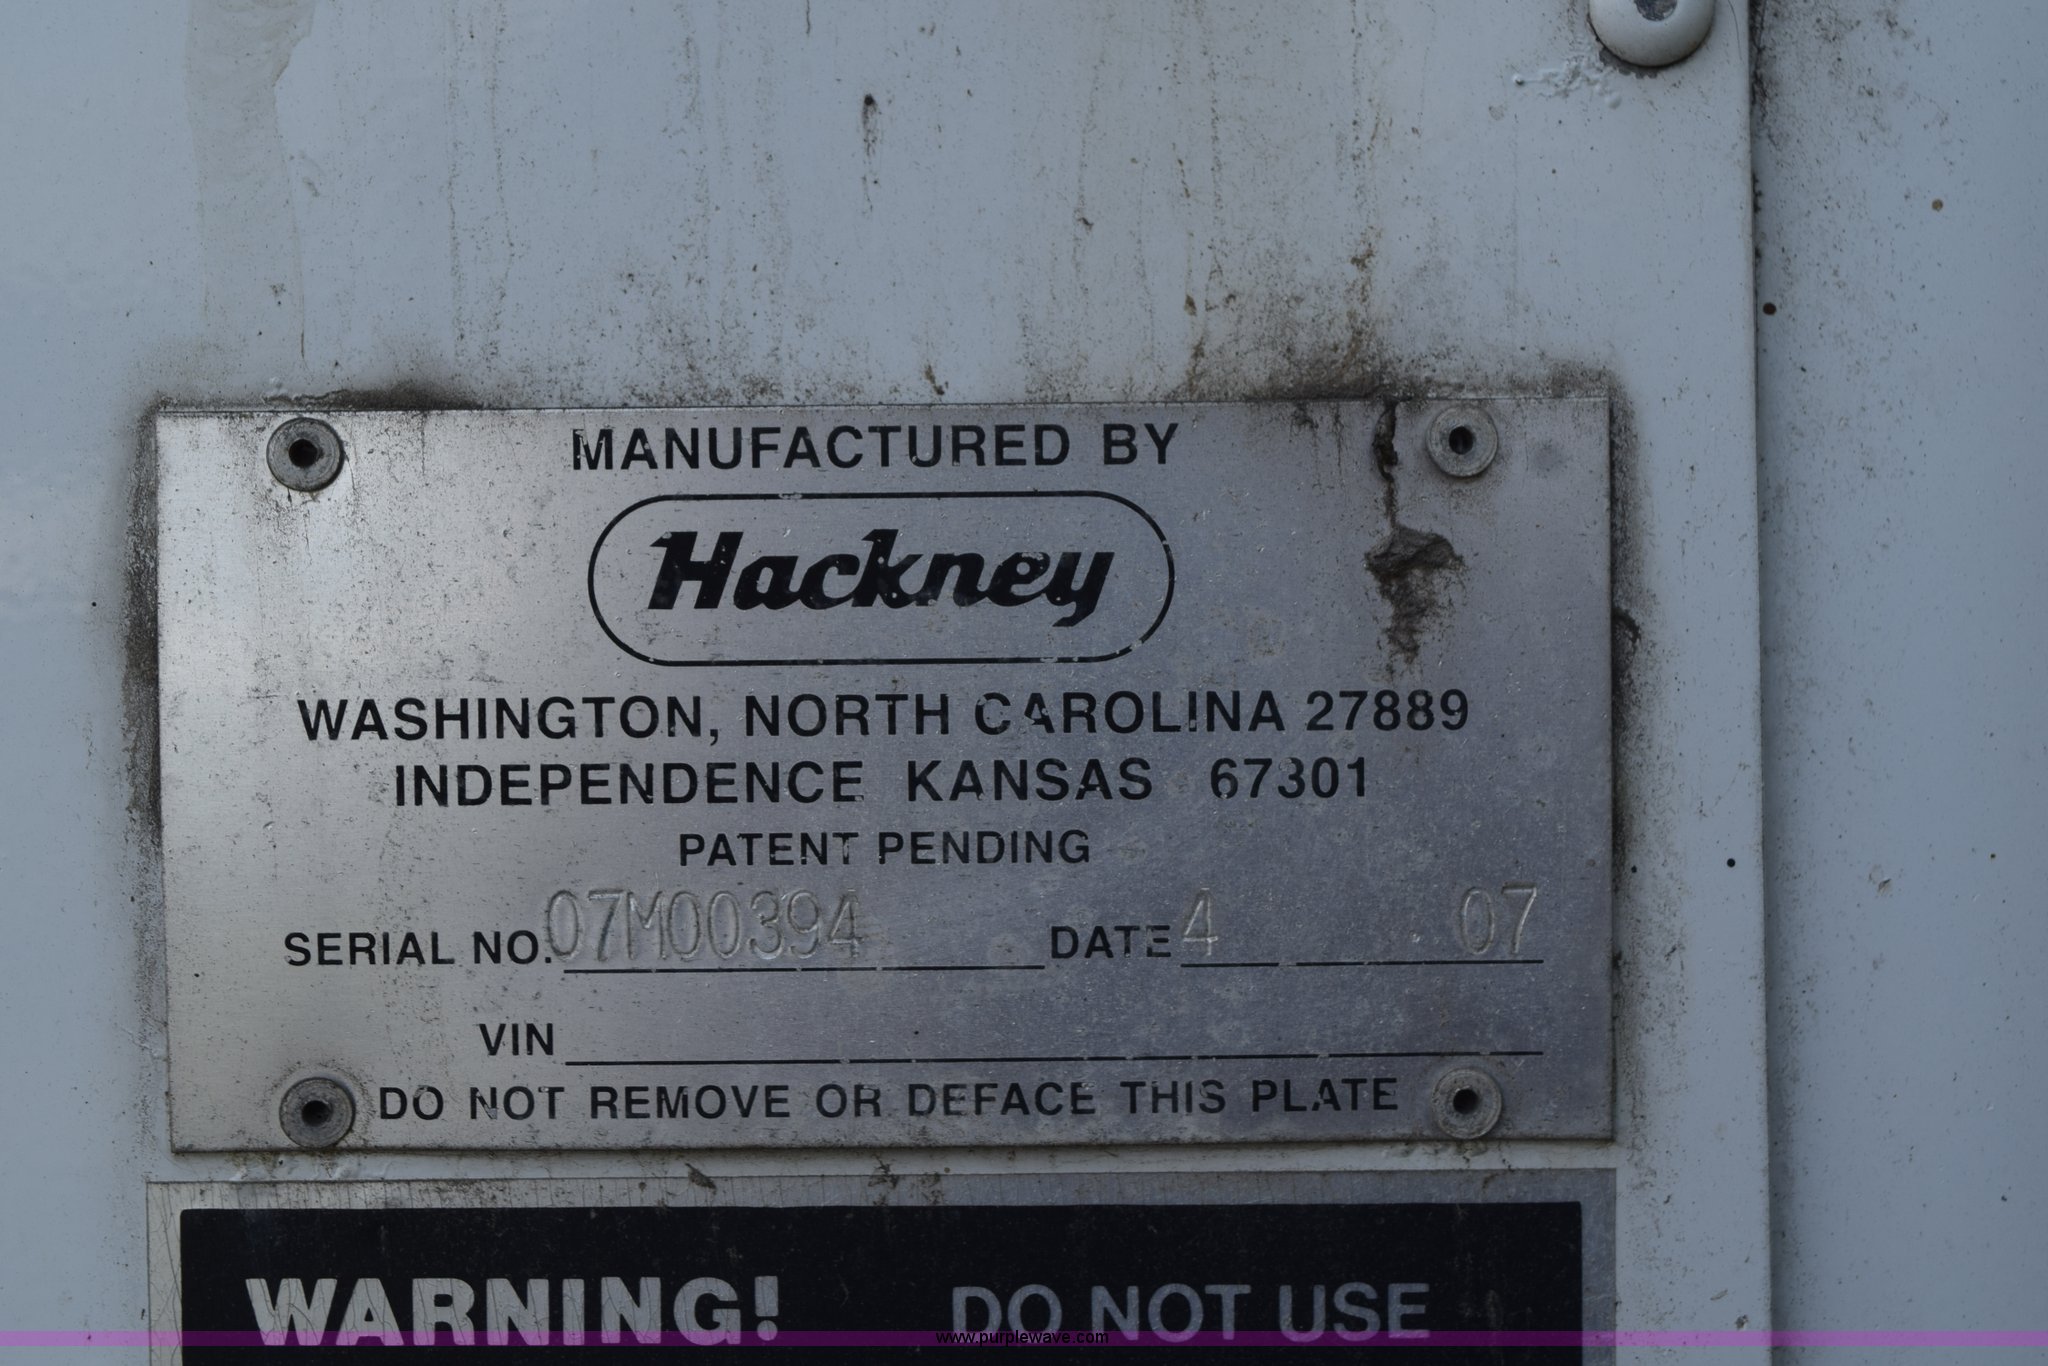 MANUFACTURED BY
Hackney
WASHINGTON, NORTH CAROLINA 27889
INDEPENDENCE KANSAS 67301
PATENT PENDING
SERIAL NO. 07M00394 DATE 4 07
VIN
DO NOT REMOVE OR DEFACE THIS PLATE
WARNING! DO NOT USE
www.purplewave.com